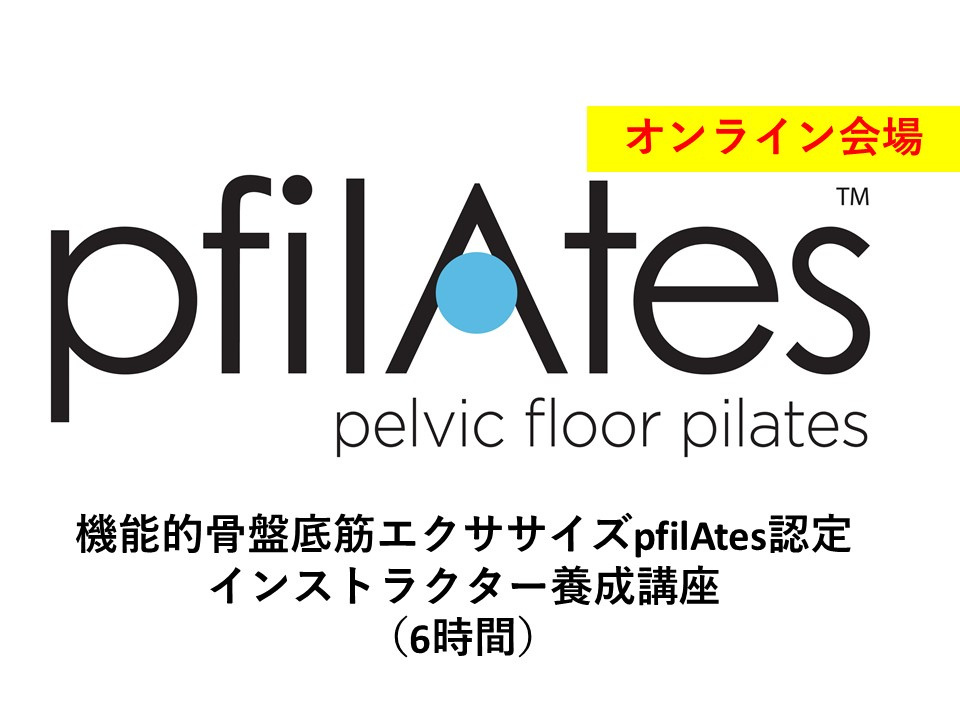 オンライン会場
pfilAtes™
pelvic floor pilates
機能的骨盤底筋エクササイズpfilAtes認定
インストラクター養成講座
（6時間）